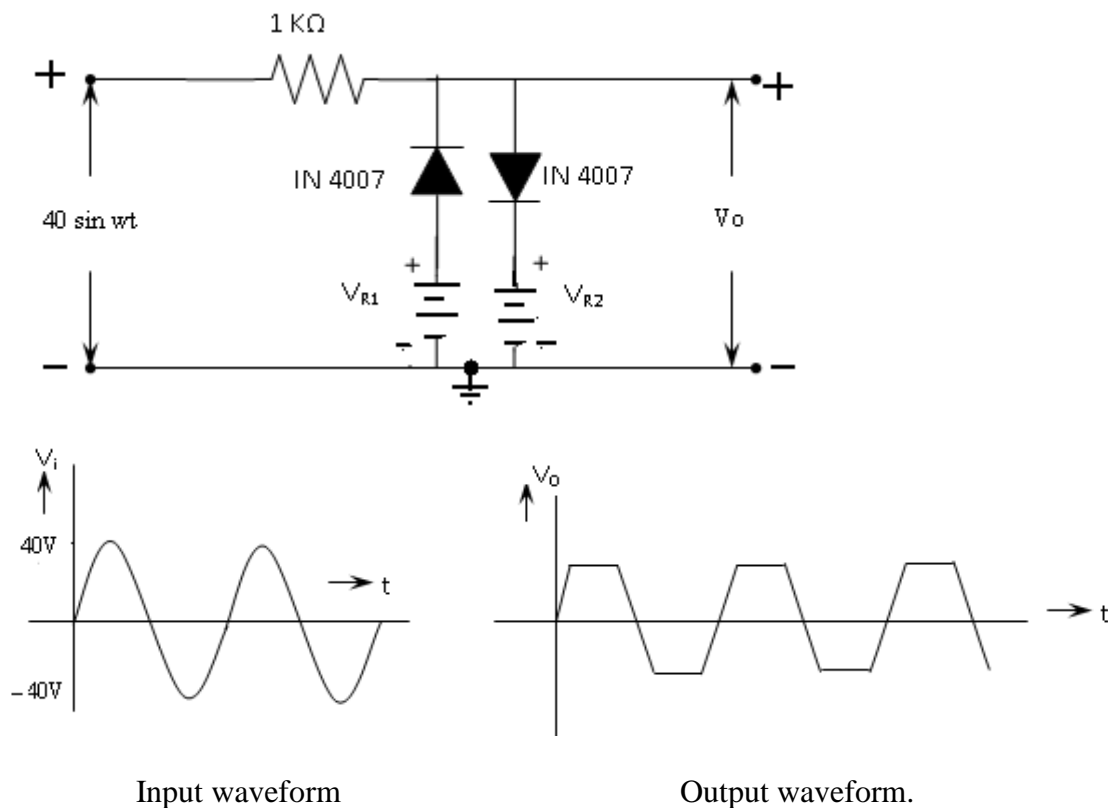 1 KΩ
+
+
IN 4007
IN 4007
40 sin wt
Vo
+
+
VR1
VR2
-
-
-
-
Vi
Vo
40V
t
t
-40V
Input waveform
Output waveform.